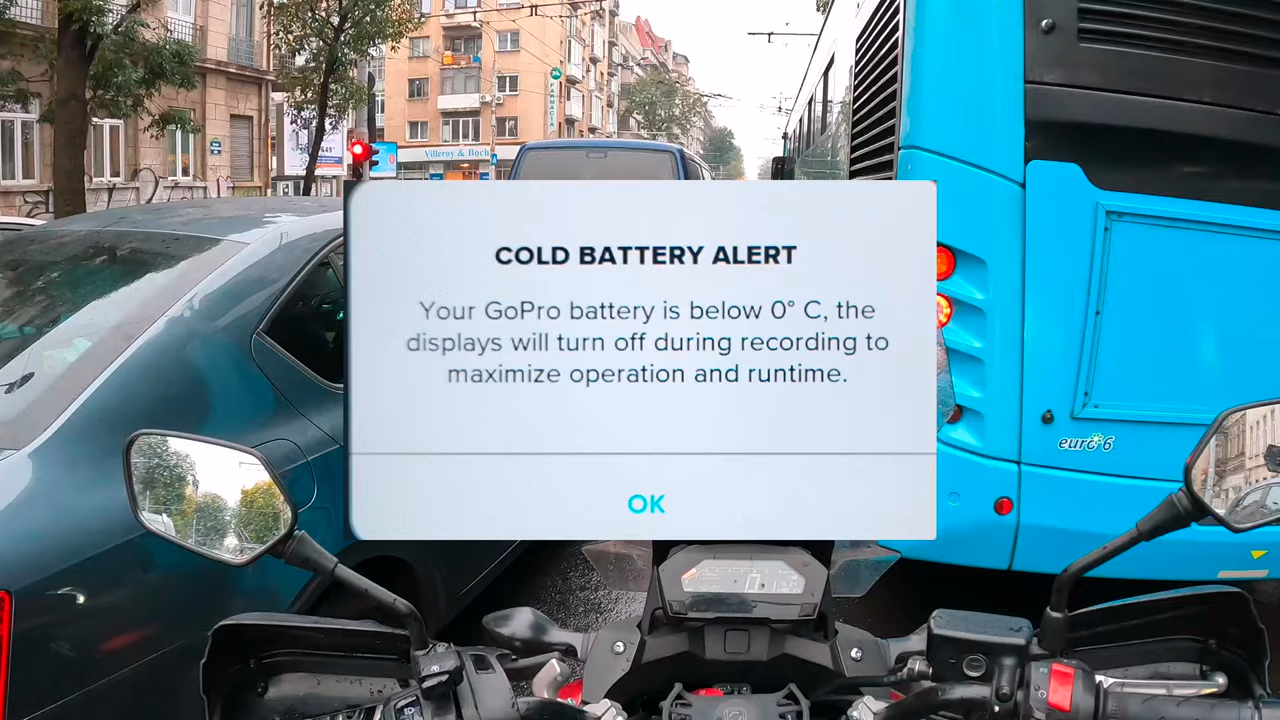 FARMACIA
Villeroy & Boch
COLD BATTERY ALERT
Your GoPro battery is below 0° C, the
displays will turn off during recording to
maximize operation and runtime.
OK
euro 6